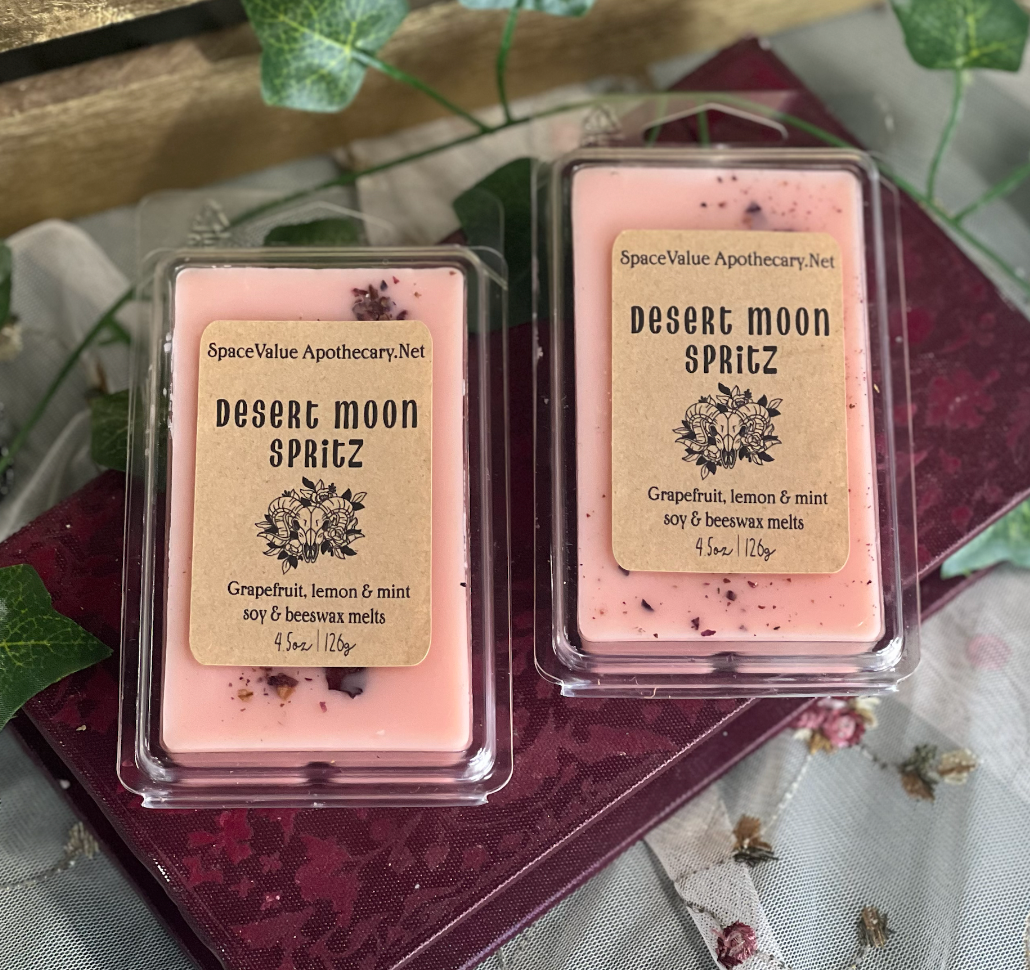 SpaceValue Apothecary.Net
Desert Moon
Spritz
Grapefruit, lemon & mint
soy & beeswax melts
4.5oz | 126g
SpaceValue Apothecary.Net
Desert Moon
Spritz
Grapefruit, lemon & mint
soy & beeswax melts
4.5oz | 126g